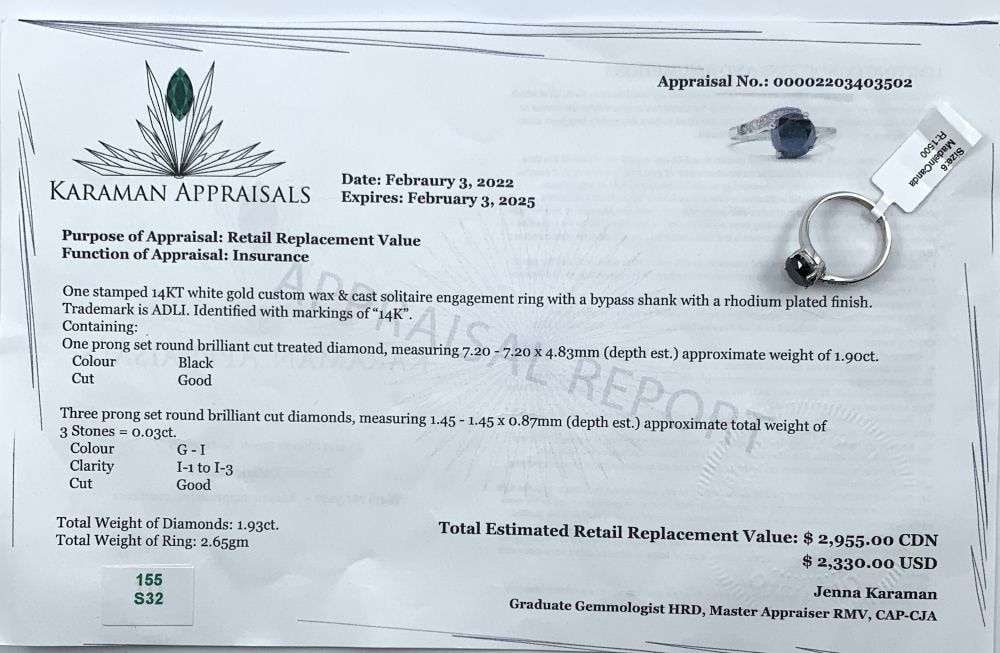 Appraisal No.: 00002203403502
KARAMAN APPRAISALS
Date: Febraury 3, 2022
Expires: February 3, 2025
Size:6
MadeInCanda
R:1500
Purpose of Appraisal: Retail Replacement Value
Function of Appraisal: Insurance
One stamped 14KT white gold custom wax & cast solitaire engagement ring with a bypass shank with a rhodium plated finish.
Trademark is ADLI. Identified with markings of "14K".
Containing:
One prong set round brilliant cut treated diamond, measuring 7.20 - 7.20 x 4.83mm (depth est.) approximate weight of 1.90ct.
Colour Black
Cut Good
APPRAISAL REPORT
Three prong set round brilliant cut diamonds, measuring 1.45 - 1.45 x 0.87mm (depth est.) approximate total weight of
3 Stones = 0.03ct.
Colour G - I
Clarity I-1 to I-3
Cut Good
Total Weight of Diamonds: 1.93ct.
Total Weight of Ring: 2.65gm
Total Estimated Retail Replacement Value: $ 2,955.00 CDN
$ 2,330.00 USD
155
S32
Jenna Karaman
Graduate Gemmologist HRD, Master Appraiser RMV, CAP-CJA